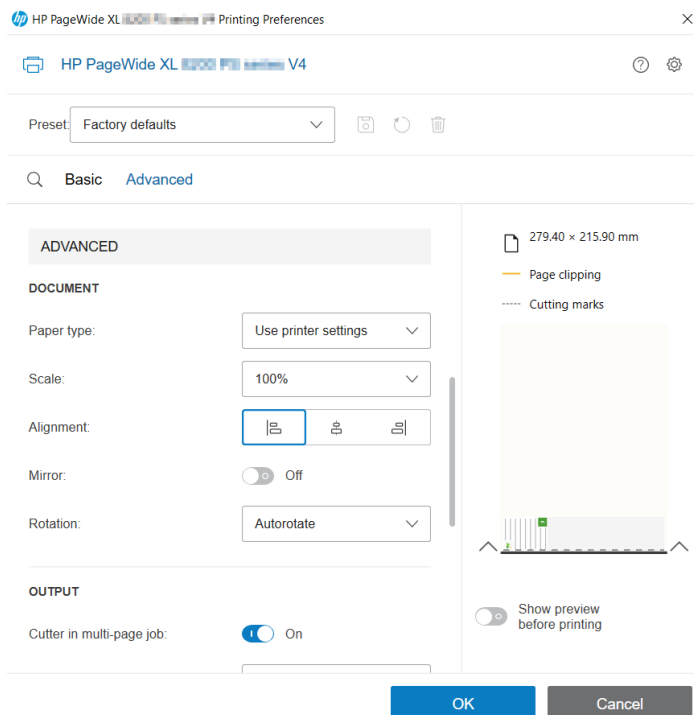 HP PageWide XL Printing Preferences
HP PageWide XL V4
Preset: Factory defaults
Basic Advanced
ADVANCED
279.40 × 215.90 mm
Page clipping
Cutting marks
DOCUMENT
Paper type: Use printer settings
Scale: 100%
Alignment:
Mirror: Off
Rotation: Autorotate
OUTPUT
Cutter in multi-page job: On
Show preview
before printing
OK Cancel